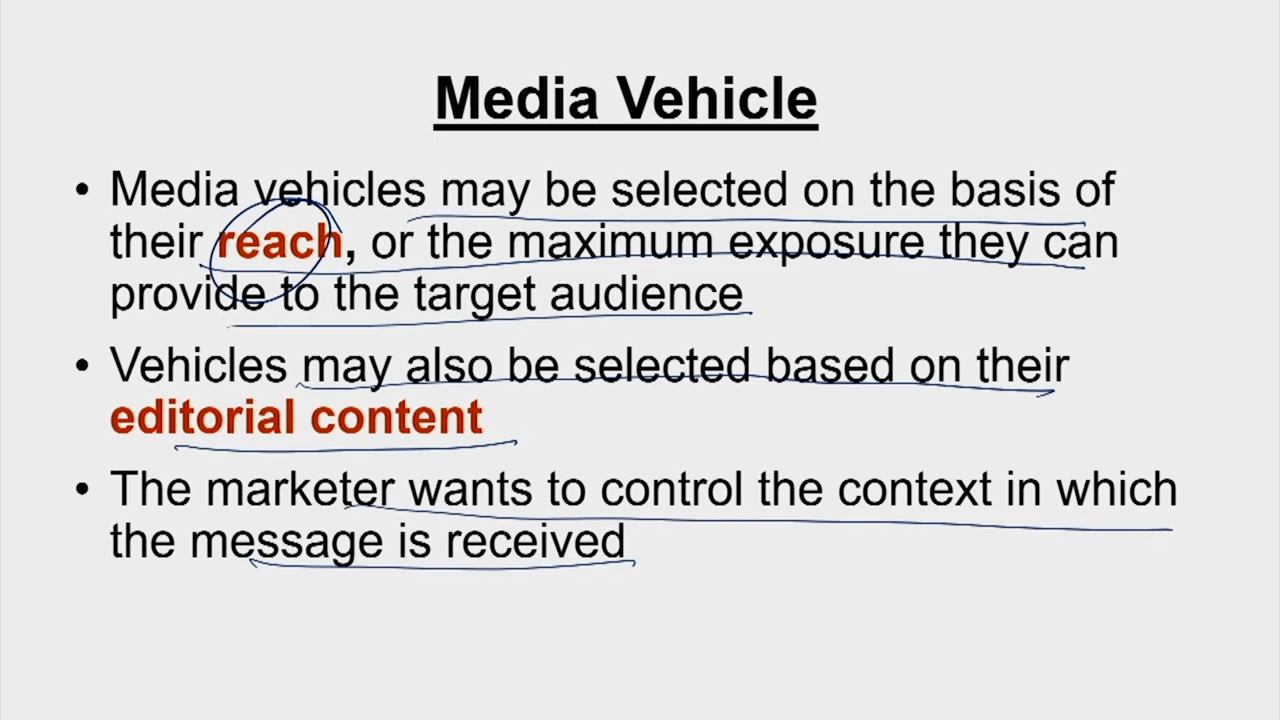 Media Vehicle
• Media vehicles may be selected on the basis of
their reach, or the maximum exposure they can
provide to the target audience
• Vehicles may also be selected based on their
editorial content
• The marketer wants to control the context in which
the message is received